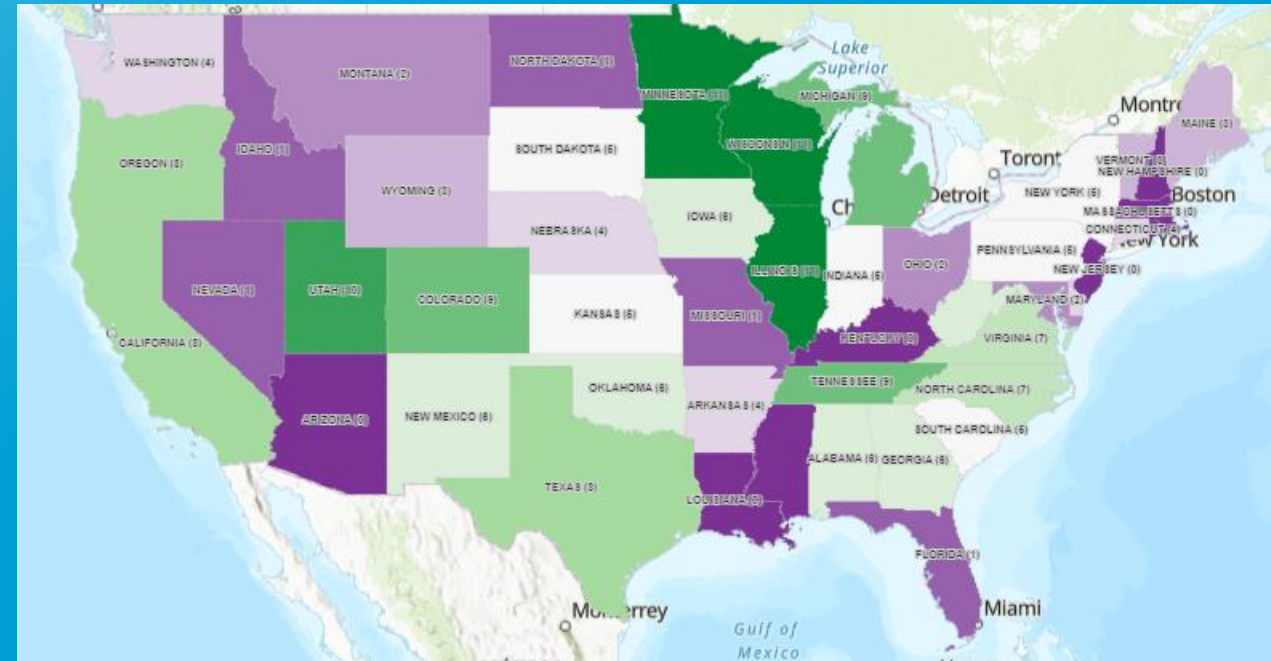 Lake
Superior
WASHINGTON (4)
MONTANA (2)
NORTH DAKOTA (1)
MINNESOTA (11)
MICHIGAN (9)
Montre
MAINE (3)
OREGON (8)
IDAHO (1)
SOUTH DAKOTA (5)
WISCONSIN (11)
Toront
VERMONT (3)
NEW HAMPSHIRE (0)
WYOMING (3)
NEBRASKA (4)
IOWA (6)
Ch
Detroit
NEW YORK (5)
Boston
MASSACHUSETTS (0)
CONNECTICUT (4)
New York
PENNSYLVANIA (5)
NEVADA (1)
UTAH (10)
COLORADO (9)
ILLINOIS (11)
INDIANA (5)
OHIO (2)
NEW JERSEY (0)
MARYLAND (2)
CALIFORNIA (8)
KANSAS (5)
MISSOURI (1)
KENTUCKY (0)
VIRGINIA (7)
TENNESSEE (9)
NORTH CAROLINA (7)
ARIZONA (0)
NEW MEXICO (6)
OKLAHOMA (6)
ARKANSAS (4)
SOUTH CAROLINA (5)
ALABAMA (6)
GEORGIA (6)
TEXAS (8)
LOUISIANA (0)
FLORIDA (1)
Miami
Gulf of
Mexico